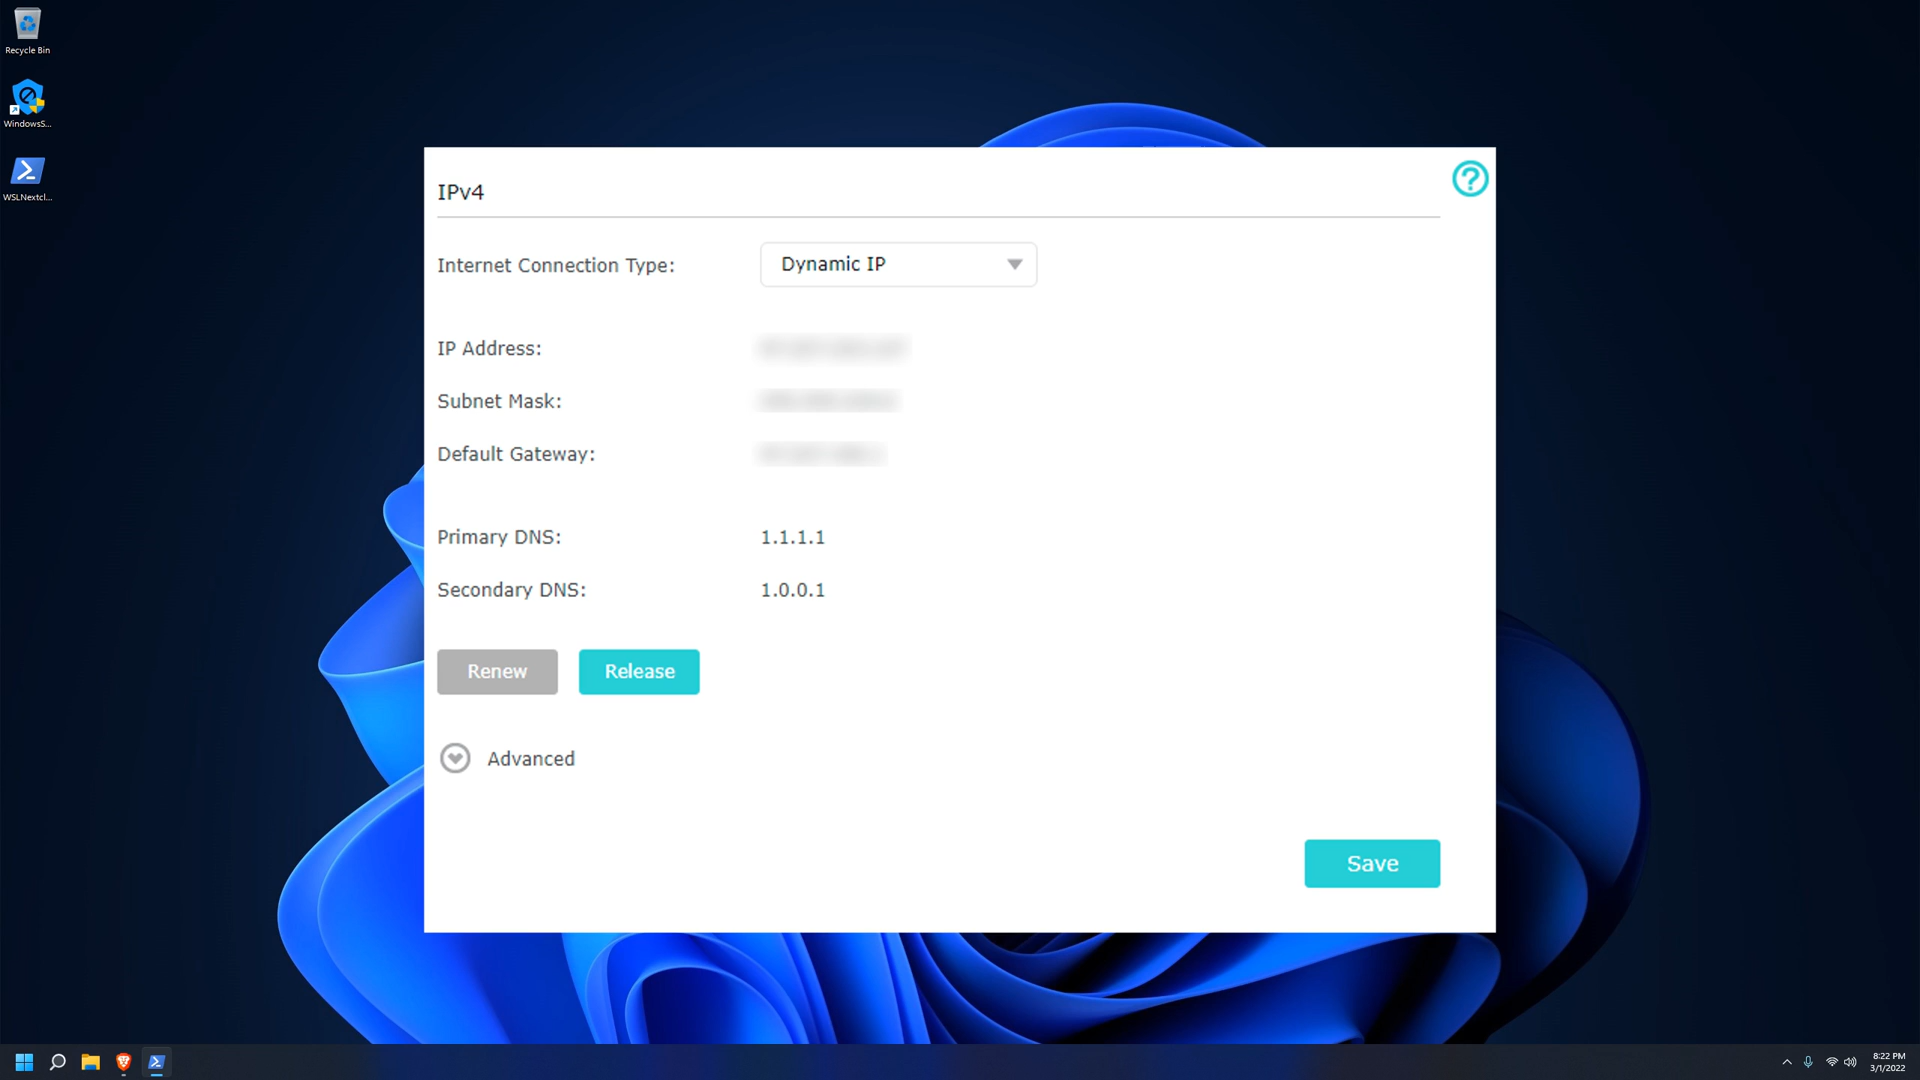 Recycle Bin
WindowsS...
WSLNextcl...
IPv4
Internet Connection Type: Dynamic IP
IP Address:
Subnet Mask:
Default Gateway:
Primary DNS: 1.1.1.1
Secondary DNS: 1.0.0.1
Renew Release
Advanced
Save
8:22 PM
3/1/2022